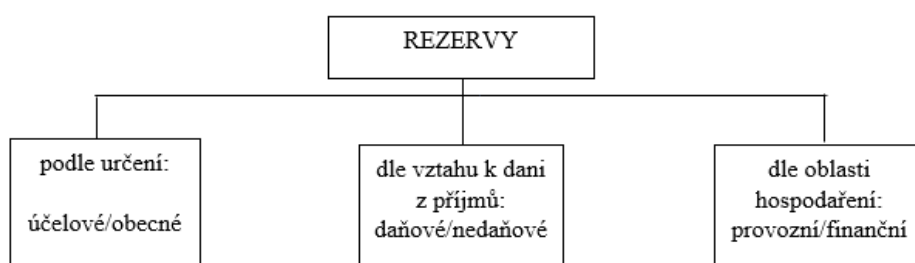 REZERVY
podle určení:
účelové/obecné
dle vztahu k dani
z příjmů:
daňové/nedaňové
dle oblasti
hospodaření:
provozní/finanční